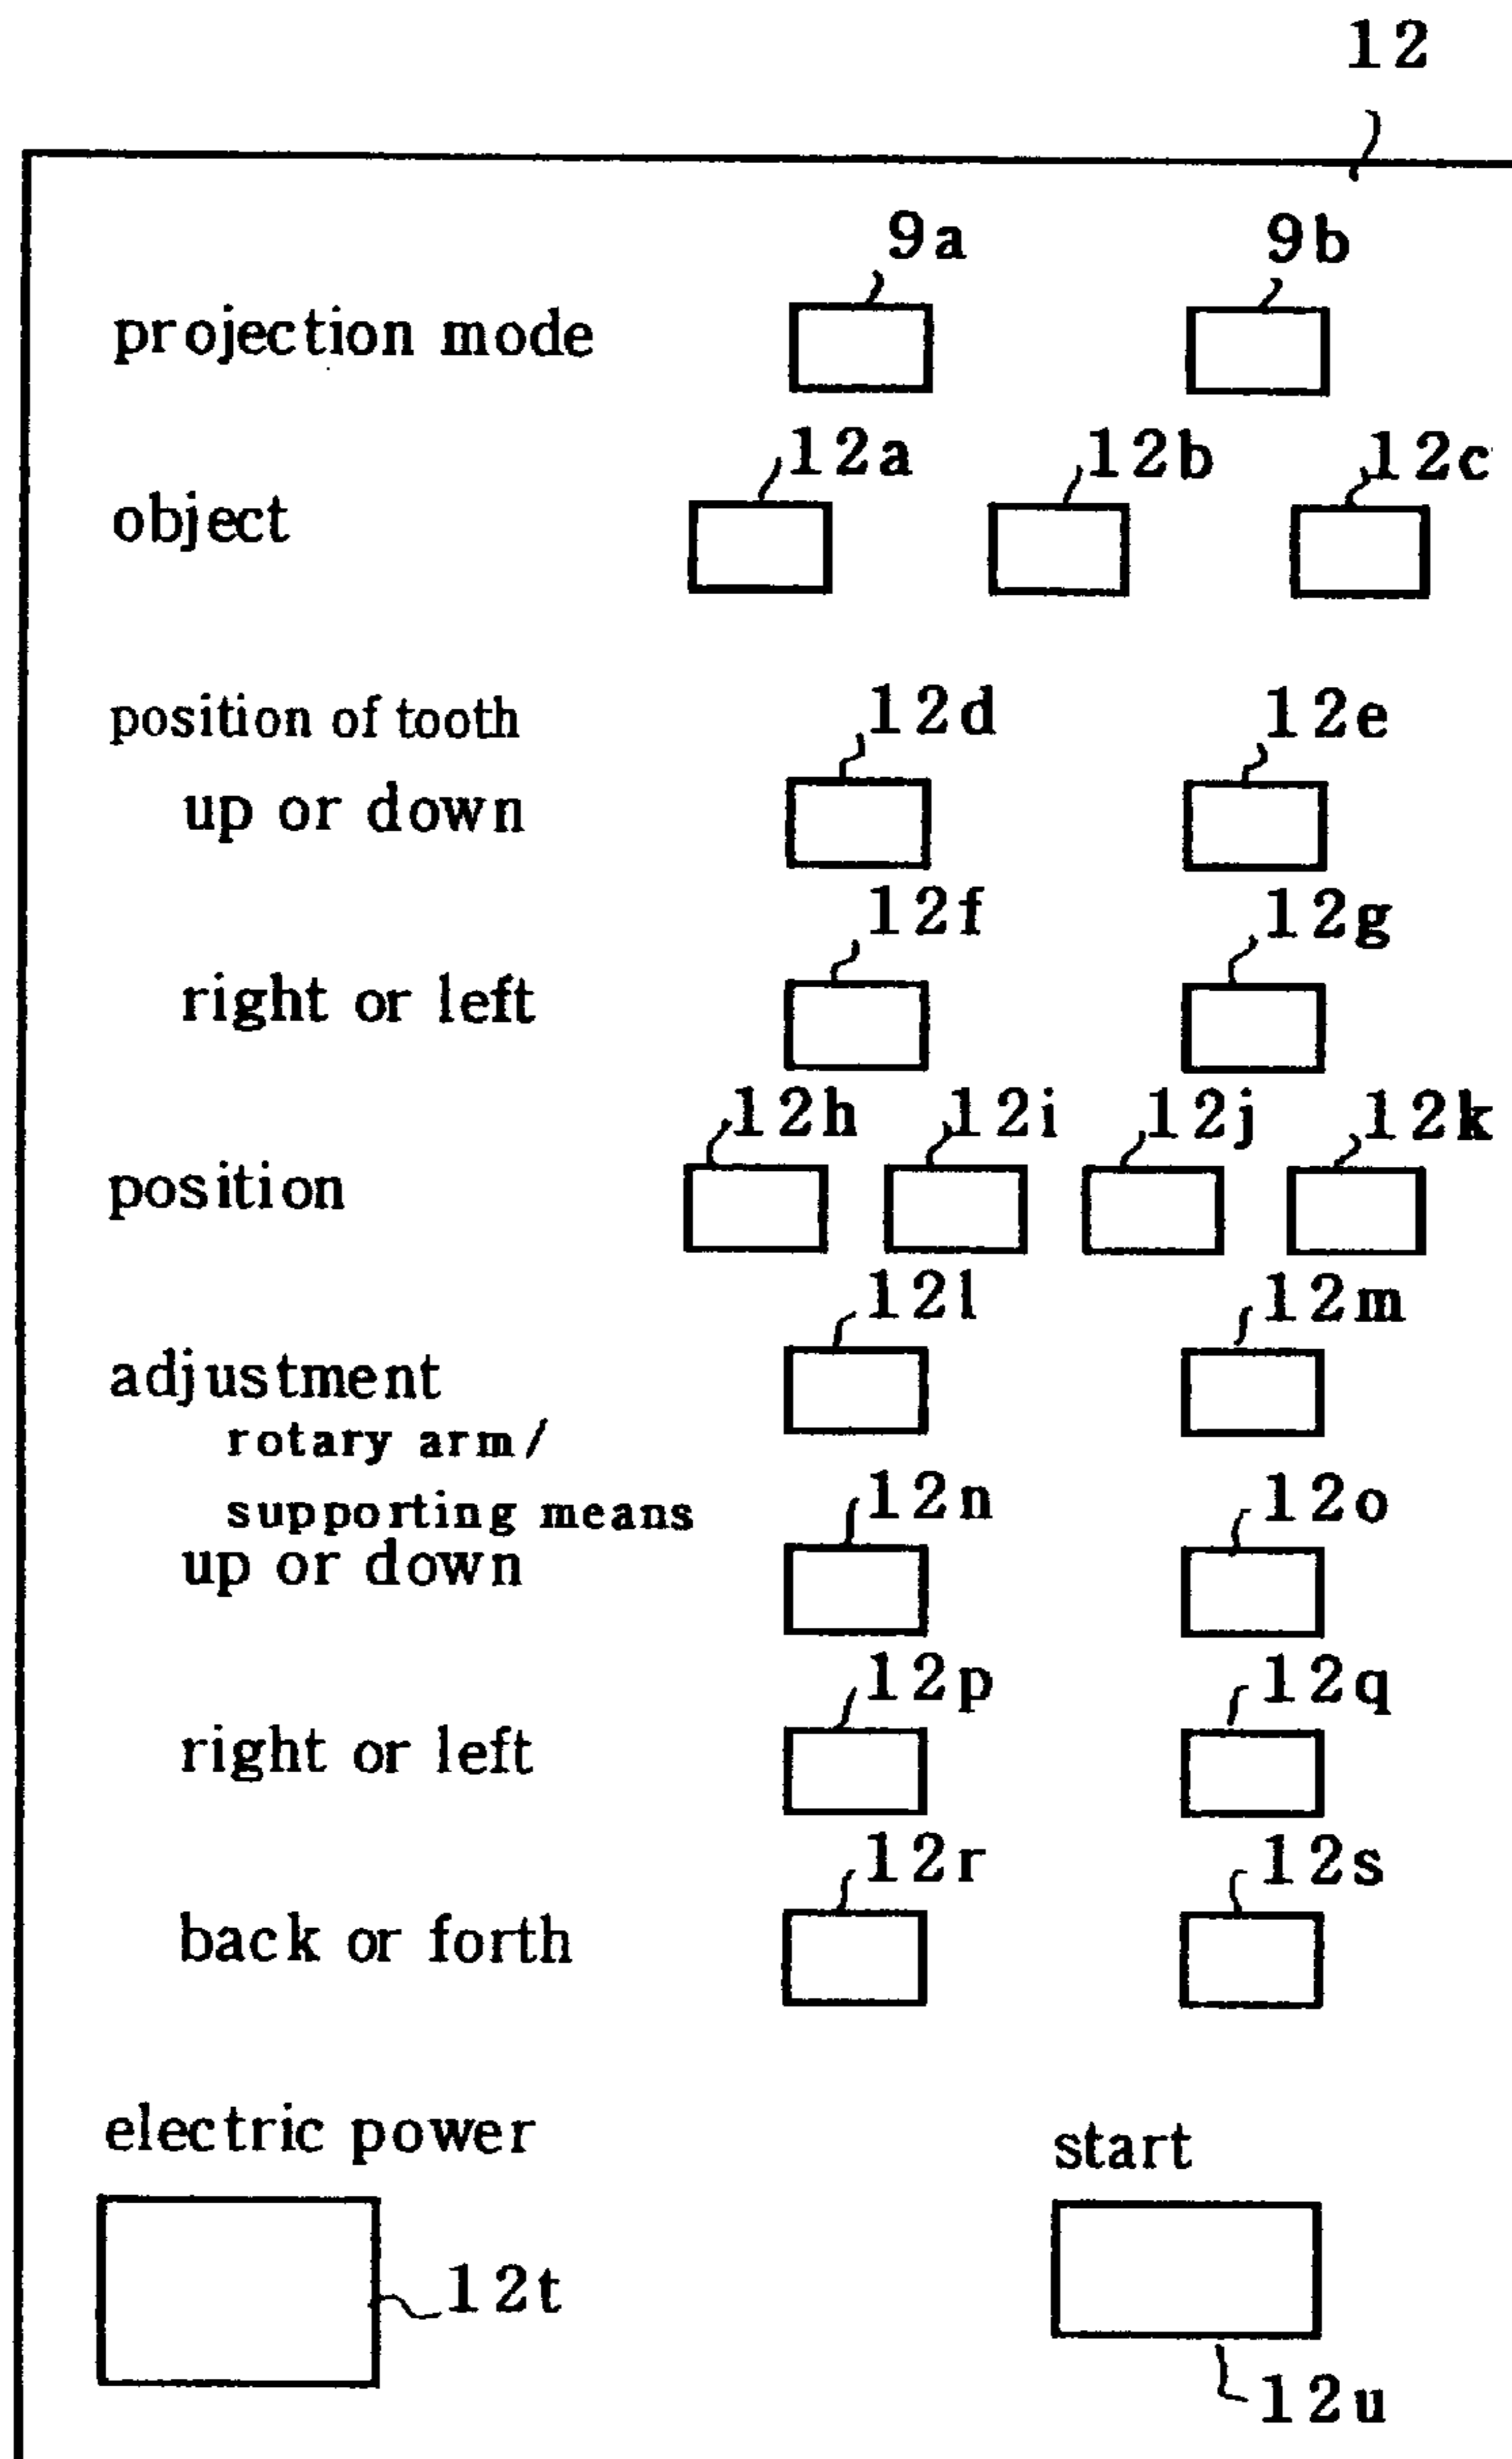 12
9a 9b
projection mode
12a 12b 12c
object
position of tooth 12d 12e
up or down
12f 12g
right or left
12h 12i 12j 12k
position
12l 12m
adjustment
rotary arm/
supporting means 12n 12o
up or down
12p 12q
right or left
12r 12s
back or forth
electric power start
12t
12u